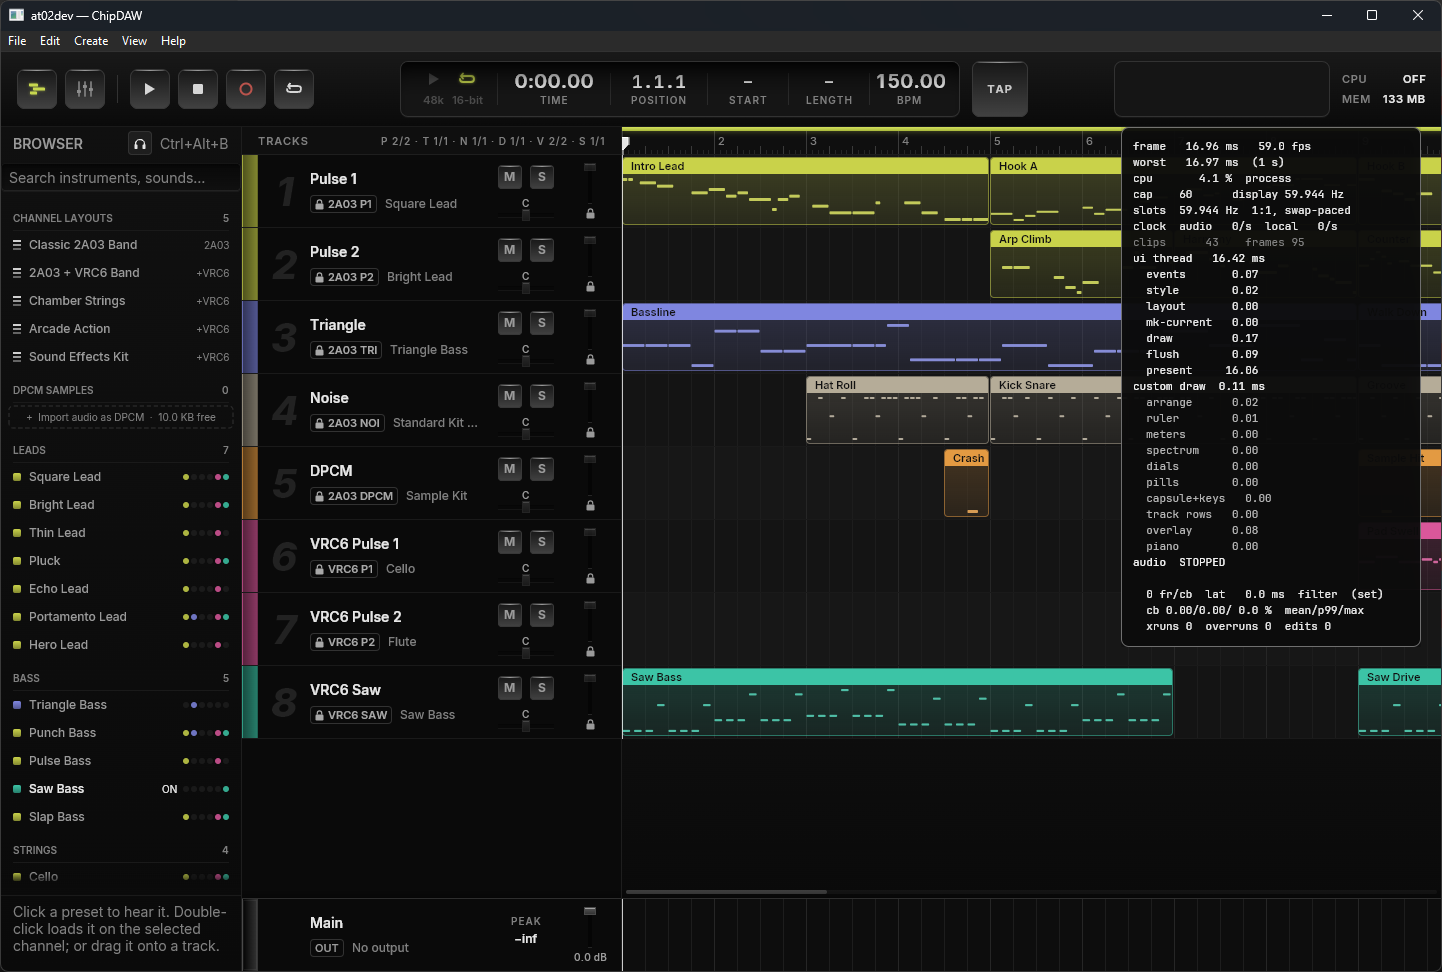 at02dev — ChipDAW
File Edit Create View Help
48k 16-bit
0:00.00 TIME
1.1.1 POSITION
– START
– LENGTH
150.00 BPM
TAP
CPU OFF
MEM 133 MB
BROWSER Ctrl+Alt+B
Search instruments, sounds...
CHANNEL LAYOUTS 5
Classic 2A03 Band 2A03
2A03 + VRC6 Band +VRC6
Chamber Strings +VRC6
Arcade Action +VRC6
Sound Effects Kit +VRC6
DPCM SAMPLES 0
+ Import audio as DPCM · 10.0 KB free
LEADS 7
Square Lead
Bright Lead
Thin Lead
Pluck
Echo Lead
Portamento Lead
Hero Lead
BASS 5
Triangle Bass
Punch Bass
Pulse Bass
Saw Bass ON
Slap Bass
STRINGS 4
Cello
Click a preset to hear it. Double-
click loads it on the selected
channel; or drag it onto a track.
TRACKS P 2/2 · T 1/1 · N 1/1 · D 1/1 · V 2/2 · S 1/1
1 Pulse 1 M S
2A03 P1 Square Lead C
2 Pulse 2 M S
2A03 P2 Bright Lead C
3 Triangle M S
2A03 TRI Triangle Bass C
4 Noise M S
2A03 NOI Standard Kit ... C
5 DPCM M S
2A03 DPCM Sample Kit C
6 VRC6 Pulse 1 M S
VRC6 P1 Cello C
7 VRC6 Pulse 2 M S
VRC6 P2 Flute C
8 VRC6 Saw M S
VRC6 SAW Saw Bass C
Main PEAK
–inf
OUT No output
0.0 dB
2 3 4 5 6
Intro Lead
Hook A
Arp Climb
Bassline
Hat Roll
Kick Snare
Crash
Saw Bass
Saw Drive
frame 16.96 ms 59.0 fps
worst 16.97 ms (1 s)
cpu 4.1 % process
cap 60 display 59.944 Hz
slots 59.944 Hz 1:1, swap-paced
clock audio 0/s local 0/s
clips 43 frames 95
ui thread 16.42 ms
events 0.07
style 0.02
layout 0.00
mk-current 0.00
draw 0.17
flush 0.09
present 16.06
custom draw 0.11 ms
arrange 0.02
ruler 0.01
meters 0.00
spectrum 0.00
dials 0.00
pills 0.00
capsule+keys 0.00
track rows 0.00
overlay 0.08
piano 0.00
audio STOPPED
0 fr/cb lat 0.0 ms filter (set)
cb 0.00/0.00/ 0.0 % mean/p99/max
xruns 0 overruns 0 edits 0